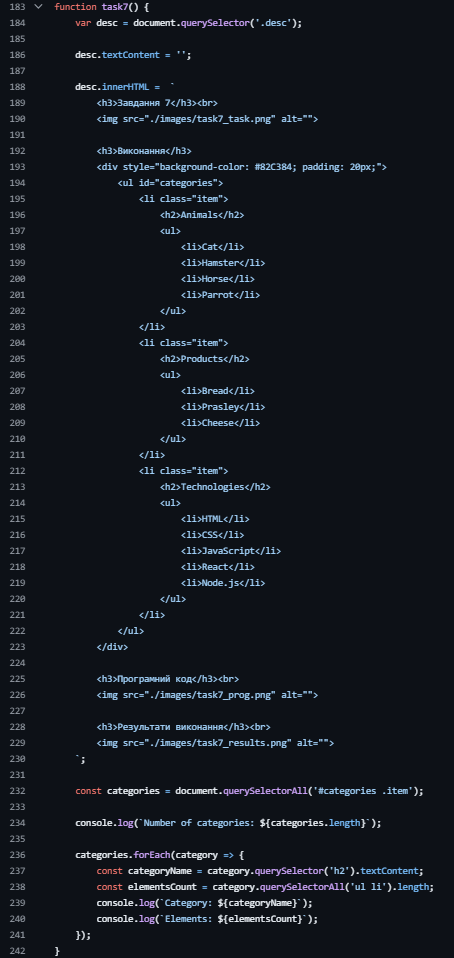 183 function task7() {
184     var desc = document.querySelector('.desc');
185
186     desc.textContent = '';
187
188     desc.innerHTML =  `
189         <h3>Завдання 7</h3><br>
190         <img src="./images/task7_task.png" alt="">
191
192         <h3>Виконання</h3>
193         <div style="background-color: #82C384; padding: 20px;">
194             <ul id="categories">
195                 <li class="item">
196                     <h2>Animals</h2>
197                     <ul>
198                         <li>Cat</li>
199                         <li>Hamster</li>
200                         <li>Horse</li>
201                         <li>Parrot</li>
202                     </ul>
203                 </li>
204                 <li class="item">
205                     <h2>Products</h2>
206                     <ul>
207                         <li>Bread</li>
208                         <li>Prasley</li>
209                         <li>Cheese</li>
210                     </ul>
211                 </li>
212                 <li class="item">
213                     <h2>Technologies</h2>
214                     <ul>
215                         <li>HTML</li>
216                         <li>CSS</li>
217                         <li>JavaScript</li>
218                         <li>React</li>
219                         <li>Node.js</li>
220                     </ul>
221                 </li>
222             </ul>
223         </div>
224
225         <h3>Програмний код</h3><br>
226         <img src="./images/task7_prog.png" alt="">
227
228         <h3>Результати виконання</h3><br>
229         <img src="./images/task7_results.png" alt="">
230     `;
231
232     const categories = document.querySelectorAll('#categories .item');
233
234     console.log(`Number of categories: ${categories.length}`);
235
236     categories.forEach(category => {
237         const categoryName = category.querySelector('h2').textContent;
238         const elementsCount = category.querySelectorAll('ul li').length;
239         console.log(`Category: ${categoryName}`);
240         console.log(`Elements: ${elementsCount}`);
241     });
242 }